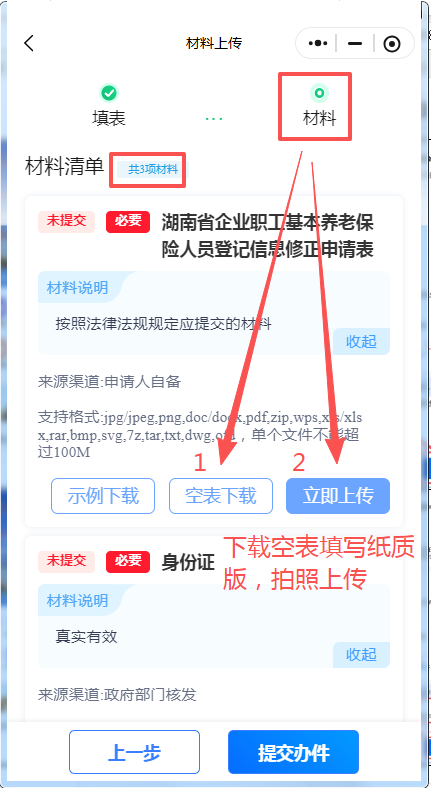 材料上传
填表
材料
材料清单
共3项材料
未提交
必要
湖南省企业职工基本养老保
险人员登记信息修正申请表
材料说明
按照法律法规规定应提交的材料
收起
来源渠道:申请人自备
支持格式:jpg/jpeg,png,doc/docx,pdf,zip,wps,xls/xls
x,rar,bmp,svg,7z,tar,txt,dwg,ofd，单个文件不能超
过100M
1
2
示例下载
空表下载
立即上传
下载空表填写纸质
版，拍照上传
未提交
必要
身份证
材料说明
真实有效
收起
来源渠道:政府部门核发
上一步
提交办件